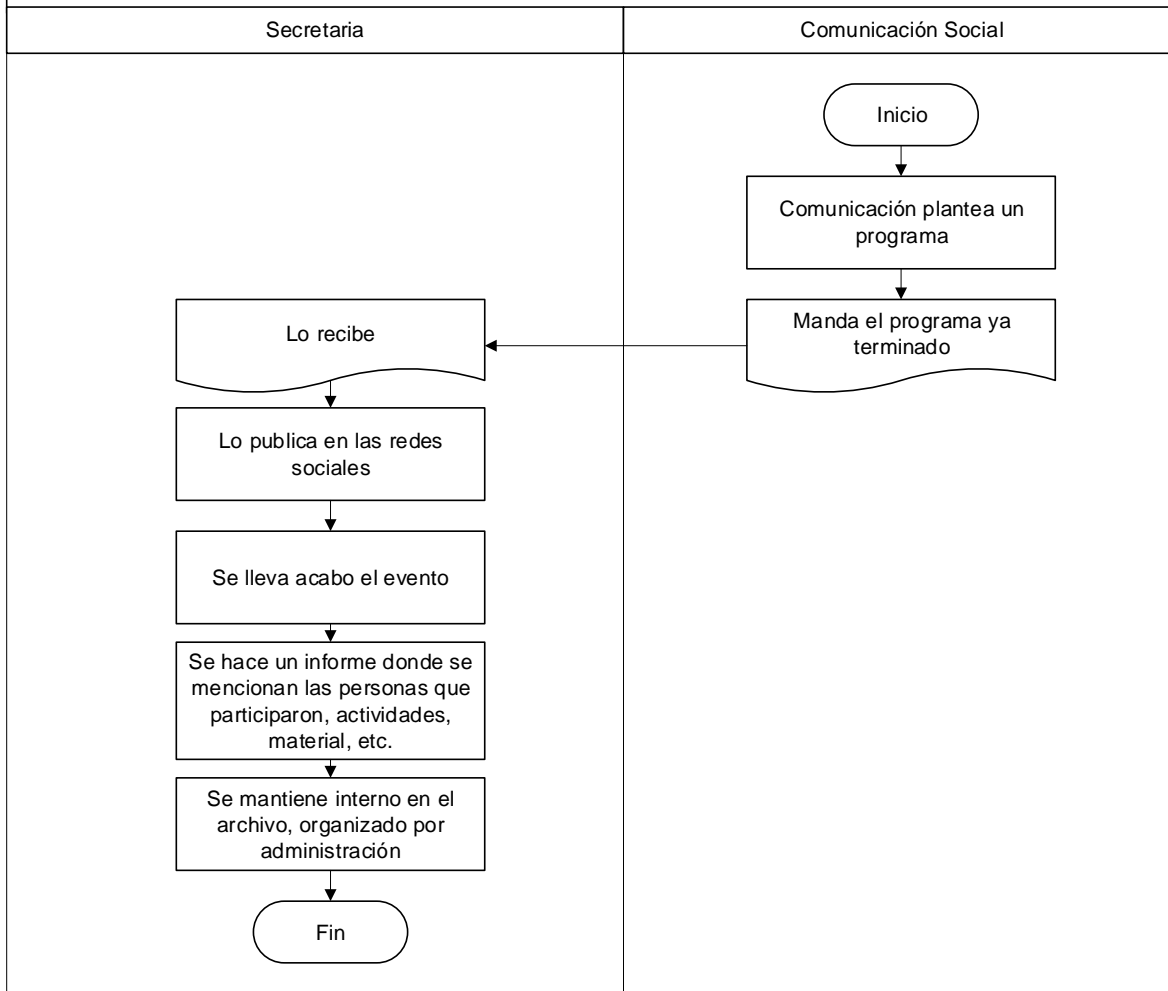 Secretaria
Comunicación Social
Inicio
Comunicación plantea un
programa
Manda el programa ya
terminado
Lo recibe
Lo publica en las redes
sociales
Se lleva acabo el evento
Se hace un informe donde se
mencionan las personas que
participaron, actividades,
material, etc.
Se mantiene interno en el
archivo, organizado por
administración
Fin